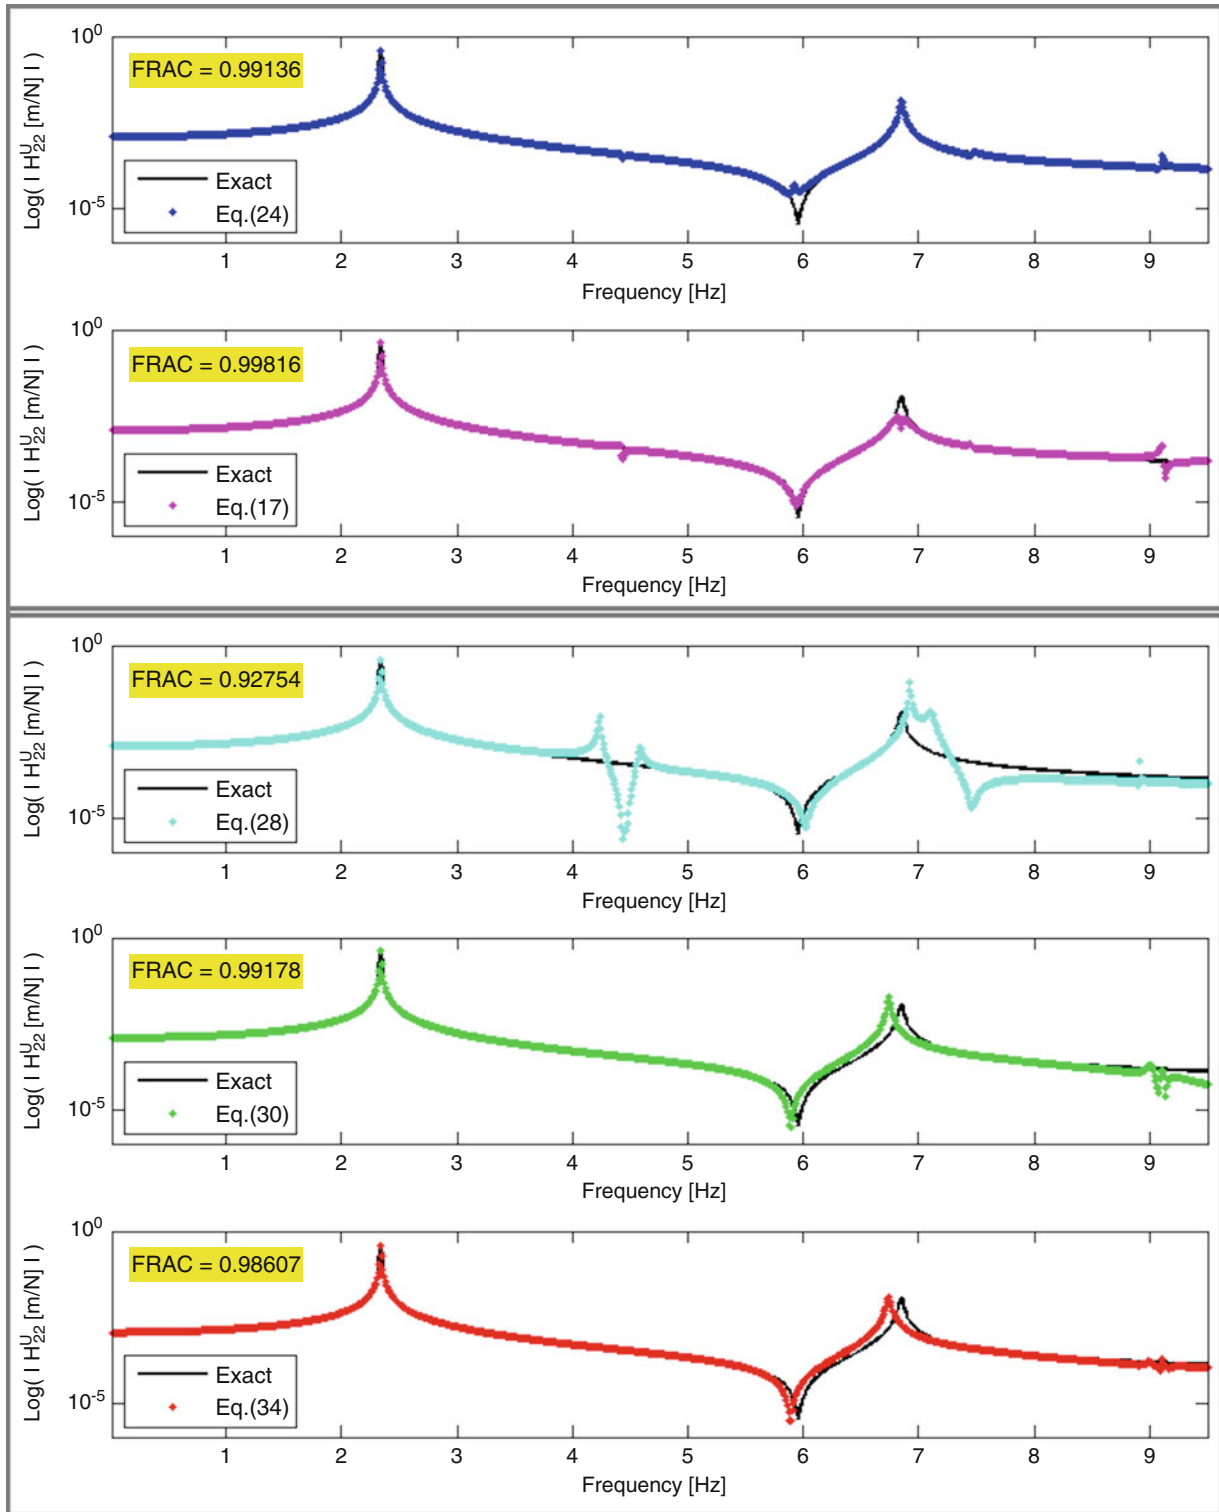 10^0
FRAC = 0.99136
Log( | H^U_22 [m/N] | )
Exact
Eq.(24)
10^-5
1 2 3 4 5 6 7 8 9
Frequency [Hz]
10^0
FRAC = 0.99816
Log( | H^U_22 [m/N] | )
Exact
Eq.(17)
10^-5
1 2 3 4 5 6 7 8 9
Frequency [Hz]
10^0
FRAC = 0.92754
Log( | H^U_22 [m/N] | )
Exact
Eq.(28)
10^-5
1 2 3 4 5 6 7 8 9
Frequency [Hz]
10^0
FRAC = 0.99178
Log( | H^U_22 [m/N] | )
Exact
Eq.(30)
10^-5
1 2 3 4 5 6 7 8 9
Frequency [Hz]
10^0
FRAC = 0.98607
Log( | H^U_22 [m/N] | )
Exact
Eq.(34)
10^-5
1 2 3 4 5 6 7 8 9
Frequency [Hz]